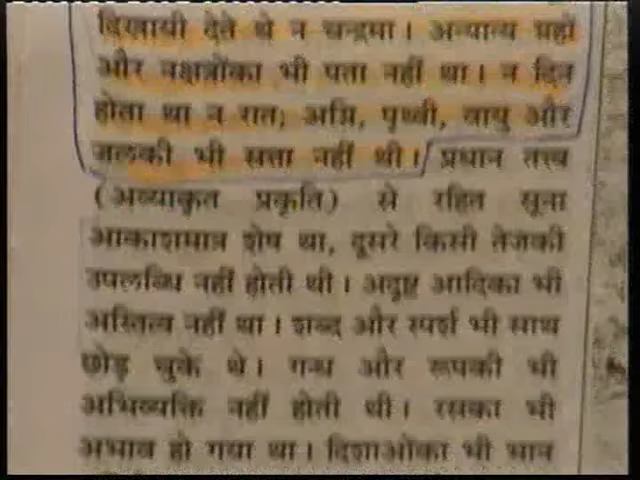 दिखायी देते थे न चन्द्रमा। अन्यान्य ग्रहों
और नक्षत्रोंका भी पता नहीं था। न दिन
होता था न रात; अग्नि, पृथ्वी, वायु और
जलकी भी सत्ता नहीं थी। प्रधान तत्त्व
(अव्याकृत प्रकृति) से रहित सूना
आकाशमात्र शेष था, दूसरे किसी तेजकी
उपलब्धि नहीं होती थी। अदृष्ट आदिका भी
अस्तित्व नहीं था। शब्द और स्पर्श भी साथ
छोड़ चुके थे। गन्ध और रूपकी भी
अभिव्यक्ति नहीं होती थी। रसका भी
अभाव हो गया था। दिशाओंका भी भान